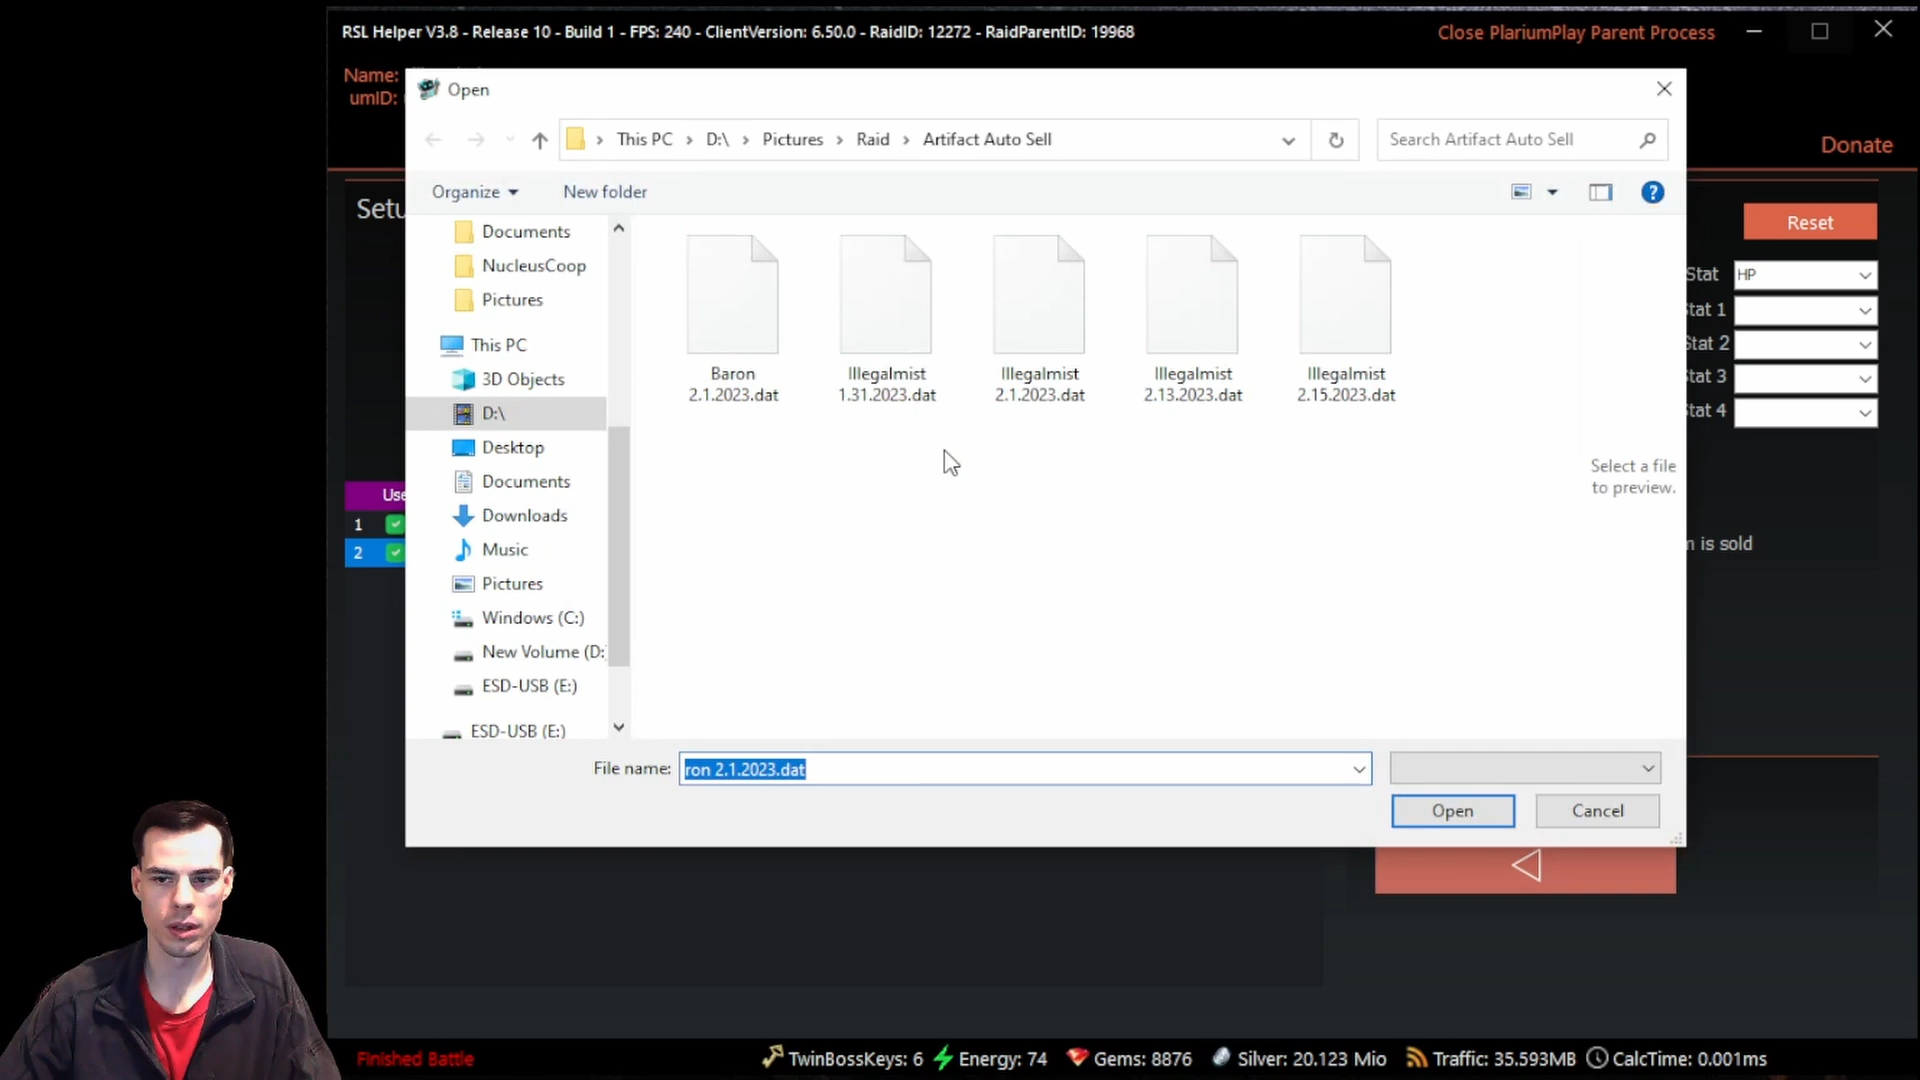 RSL Helper V3.8 - Release 10 - Build 1 - FPS: 240 - ClientVersion: 6.50.0 - RaidID: 12272 - RaidParentID: 19968
Close PlariumPlay Parent Process
Name:
umID:
Donate
Open
This PC > D:\ > Pictures > Raid > Artifact Auto Sell
Search Artifact Auto Sell
Organize
New folder
Setu
Reset
Documents
NucleusCoop
Pictures
This PC
3D Objects
D:\
Desktop
Documents
Downloads
Music
Pictures
Windows (C:)
New Volume (D:
ESD-USB (E:)
ESD-USB (E:)
Baron
2.1.2023.dat
Illegalmist
1.31.2023.dat
Illegalmist
2.1.2023.dat
Illegalmist
2.13.2023.dat
Illegalmist
2.15.2023.dat
Select a file
to preview.
Stat HP
tat 1
Stat 2
tat 3
tat 4
Use
1
2
is sold
File name: ron 2.1.2023.dat
Open
Cancel
Finished Battle
TwinBossKeys: 6
Energy: 74
Gems: 8876
Silver: 20.123 Mio
Traffic: 35.593MB
CalcTime: 0.001ms